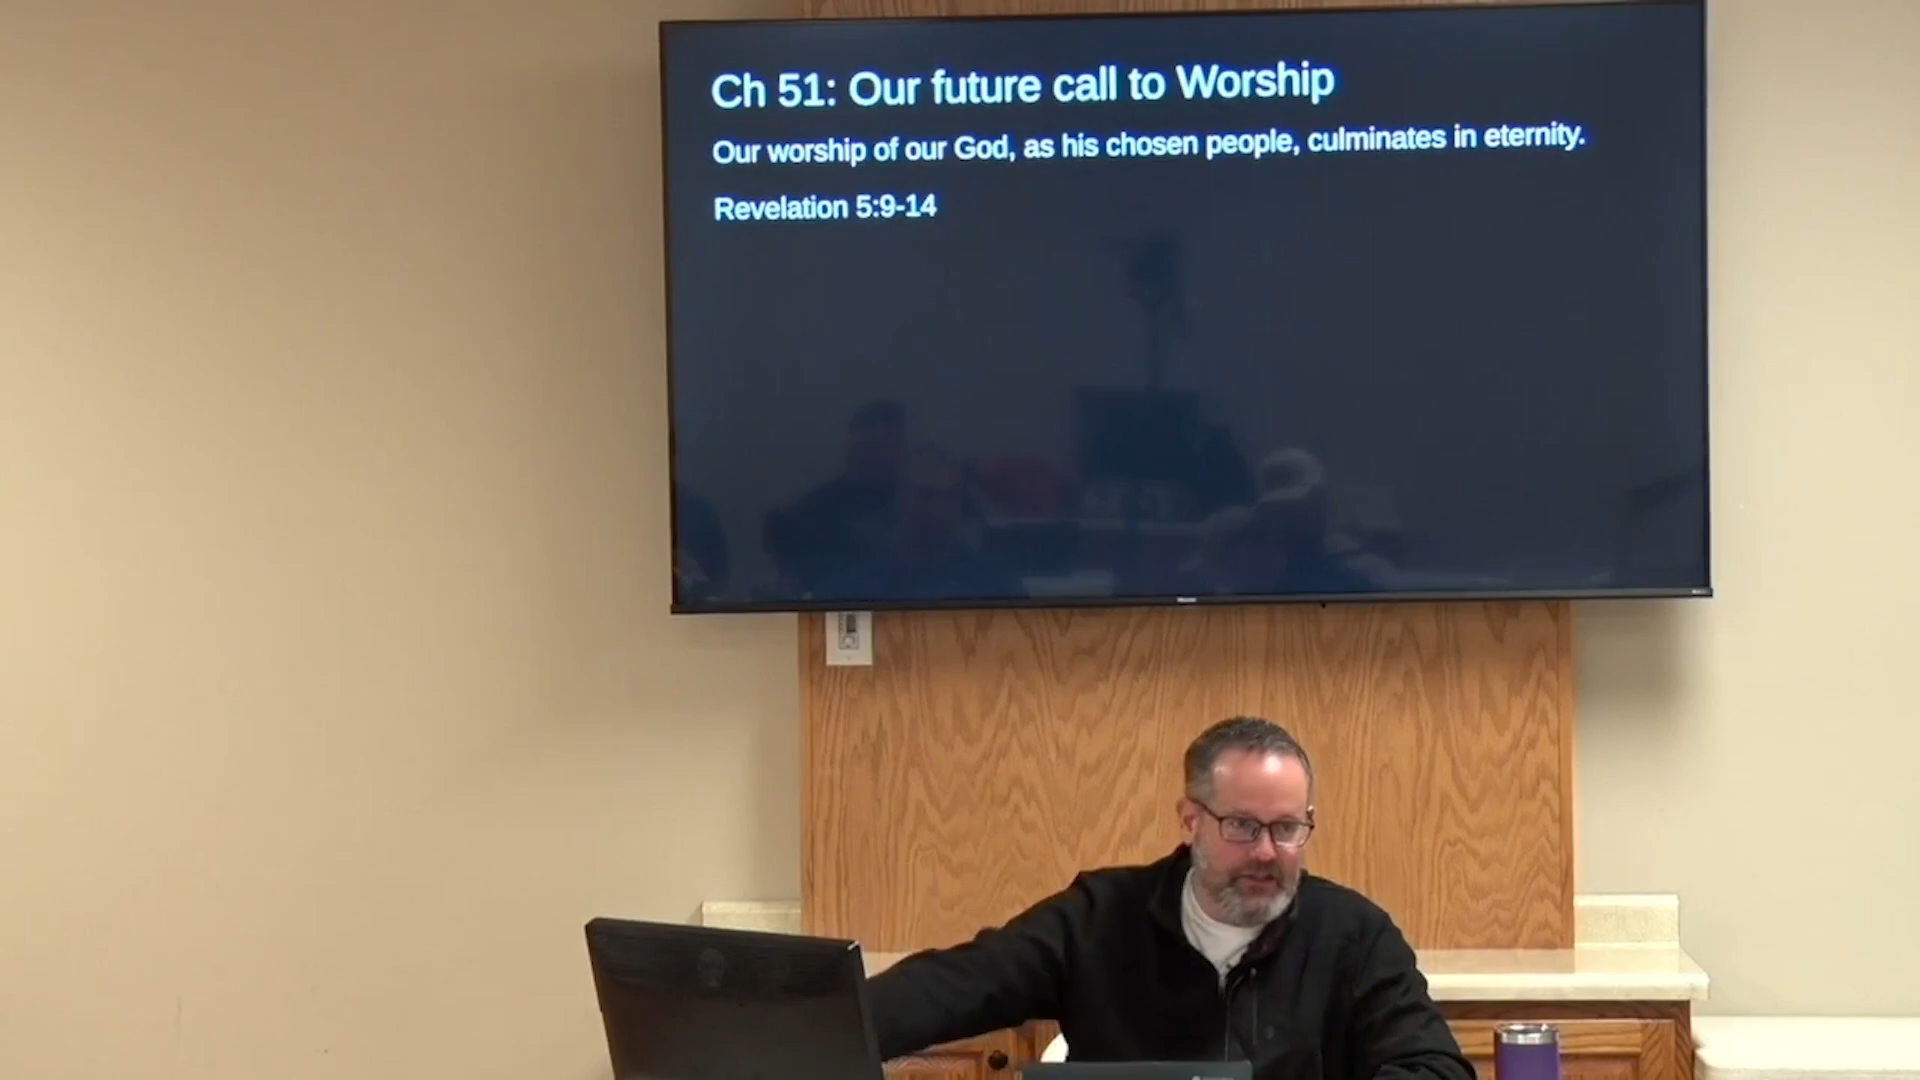 Ch 51: Our future call to Worship
Our worship of our God, as his chosen people, culminates in eternity.
Revelation 5:9-14